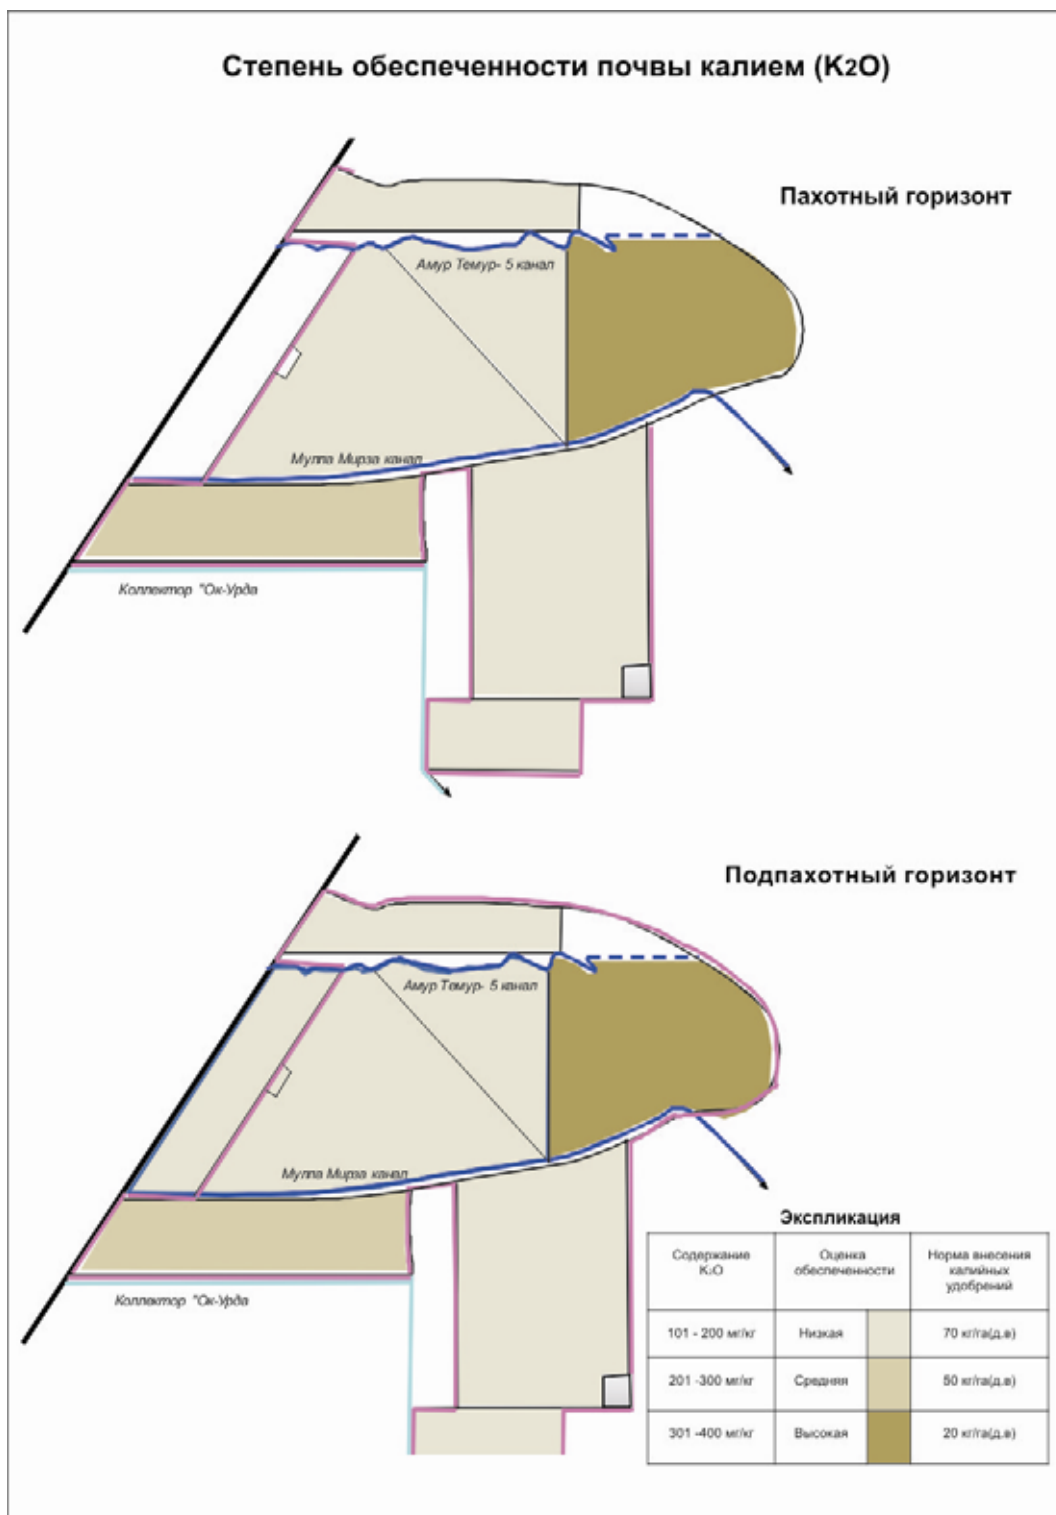 Степень обеспеченности почвы калием (K2O)
Пахотный горизонт
Амур Темур- 5 канал
Мулла Мирза канал
Коллектор "Ок-Урда
Подпахотный горизонт
Амур Темур- 5 канал
Мулла Мирза канал
Коллектор "Ок-Урда
Экспликация
Содержание K2O
Оценка обеспеченности
Норма внесения калийных удобрений
101 - 200 мг/кг Низкая 70 кг/га(д.в)
201 -300 мг/кг Средняя 50 кг/га(д.в)
301 -400 мг/кг Высокая 20 кг/га(д.в)